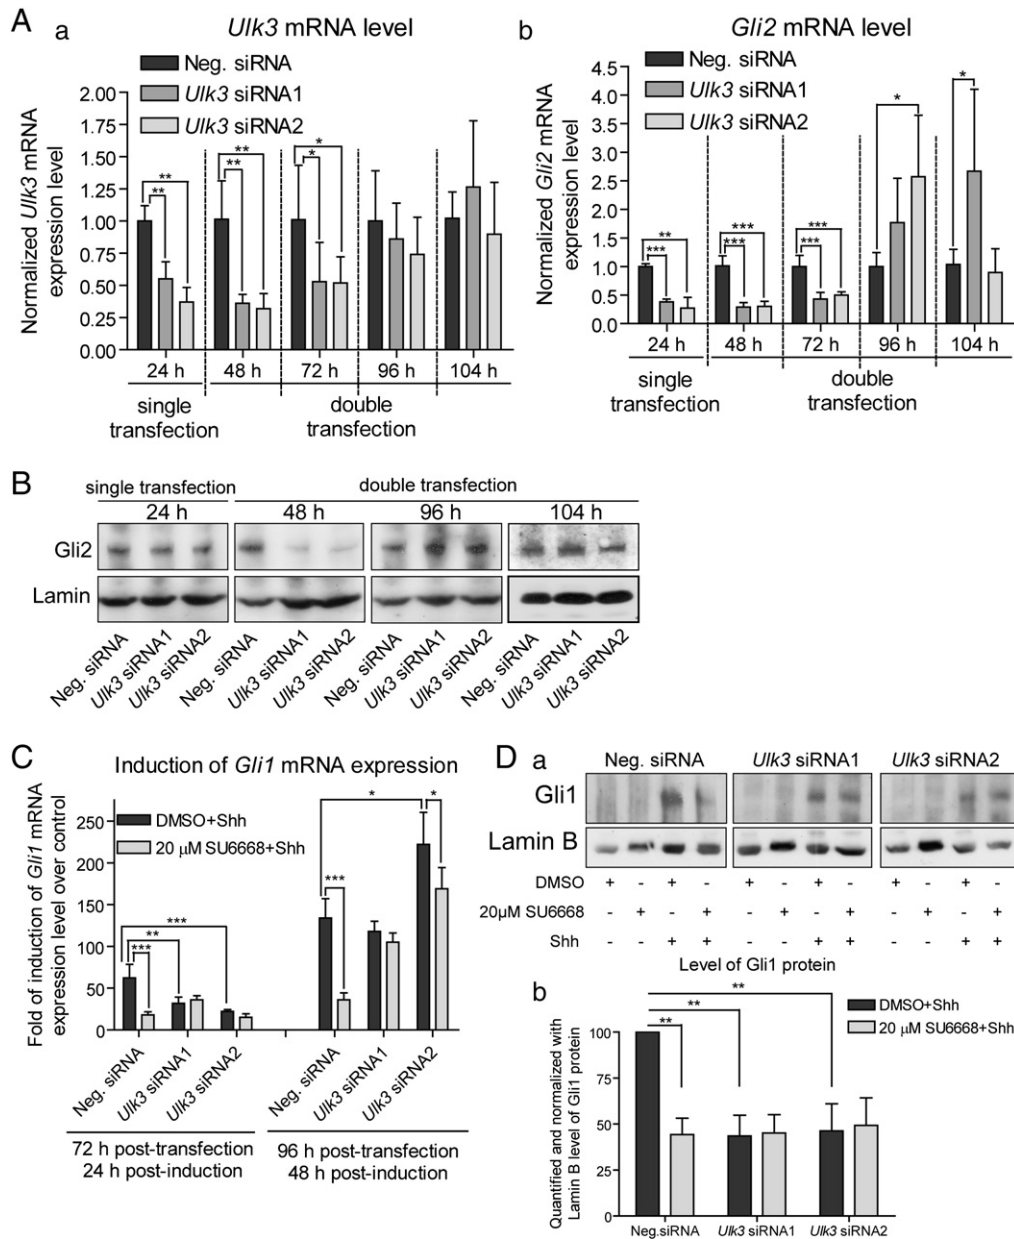 A
a
Ulk3 mRNA level
Neg. siRNA
Ulk3 siRNA1
Ulk3 siRNA2
Normalized Ulk3 mRNA
expression level
2.00
1.75
1.50
1.25
1.00
0.75
0.50
0.25
0.00
** ** ** ** * *
24 h 48 h 72 h 96 h 104 h
single
transfection
double
transfection
b
Gli2 mRNA level
Neg. siRNA
Ulk3 siRNA1
Ulk3 siRNA2
Normalized Gli2 mRNA
expression level
4.5
4.0
3.5
3.0
2.5
2.0
1.5
1.0
0.5
0.0
** *** *** *** *** *** * *
24 h 48 h 72 h 96 h 104 h
single
transfection
double
transfection
B
single transfection double transfection
24 h 48 h 96 h 104 h
Gli2
Lamin
Neg. siRNA Ulk3 siRNA1 Ulk3 siRNA2 Neg. siRNA Ulk3 siRNA1 Ulk3 siRNA2 Neg. siRNA Ulk3 siRNA1 Ulk3 siRNA2 Neg. siRNA Ulk3 siRNA1 Ulk3 siRNA2
C
Induction of Gli1 mRNA expression
DMSO+Shh
20 μM SU6668+Shh
Fold of induction of Gli1 mRNA
expression level over control
250
200
150
100
50
0
*** ** *** *** * *
Neg. siRNA Ulk3 siRNA1 Ulk3 siRNA2 Neg. siRNA Ulk3 siRNA1 Ulk3 siRNA2
72 h post-transfection
24 h post-induction
96 h post-transfection
48 h post-induction
D
a
Neg. siRNA Ulk3 siRNA1 Ulk3 siRNA2
Gli1
Lamin B
DMSO + - + - + - + - + - + -
20μM SU6668 - + - + - + - + - + - +
Shh - - + + - - + + - - + +
Level of Gli1 protein
b
DMSO+Shh
20 μM SU6668+Shh
Quantified and normalized with
Lamin B level of Gli1 protein
100
75
50
25
0
** ** **
Neg.siRNA Ulk3 siRNA1 Ulk3 siRNA2